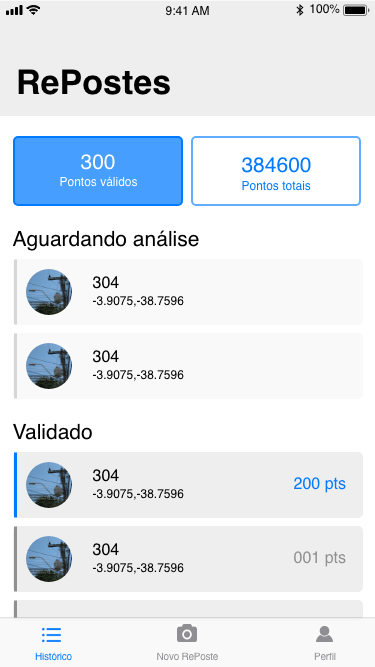 9:41 AM
100%
RePostes
300
Pontos válidos
384600
Pontos totais
Aguardando análise
304
-3.9075,-38.7596
304
-3.9075,-38.7596
Validado
304
-3.9075,-38.7596
200 pts
304
-3.9075,-38.7596
001 pts
Histórico
Novo RePoste
Perfil